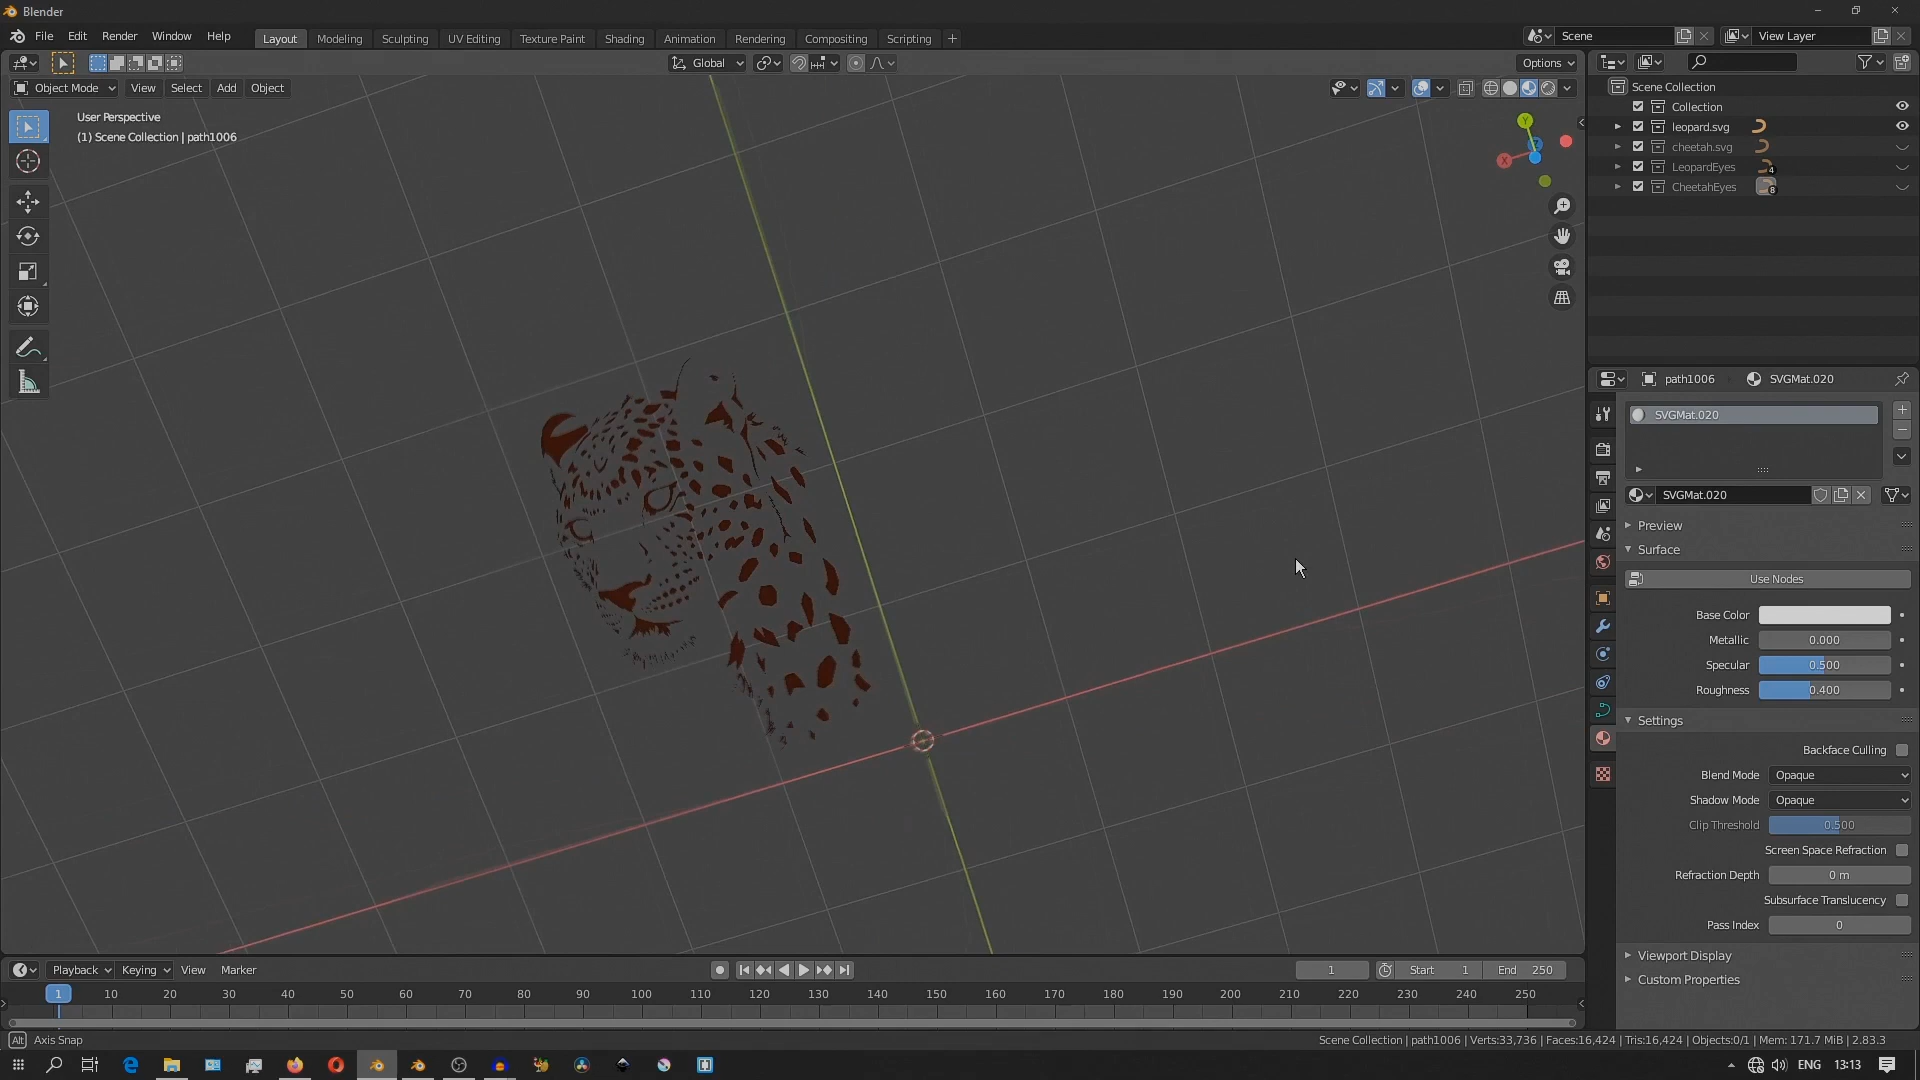 Blender
File Edit Render Window Help Layout Modeling Sculpting UV Editing Texture Paint Shading Animation Rendering Compositing Scripting + Scene View Layer
Global Options
Object Mode View Select Add Object
User Perspective
(1) Scene Collection | path1006
Y
X
Z
Scene Collection
Collection
leopard.svg
cheetah.svg
LeopardEyes 4
CheetahEyes 8
path1006 SVGMat.020
SVGMat.020
SVGMat.020
Preview
Surface
Use Nodes
Base Color
Metallic 0.000
Specular 0.500
Roughness 0.400
Settings
Backface Culling
Blend Mode Opaque
Shadow Mode Opaque
Clip Threshold 0.500
Screen Space Refraction
Refraction Depth 0 m
Subsurface Translucency
Pass Index 0
Viewport Display
Custom Properties
Playback Keying View Marker 1 Start 1 End 250
1 10 20 30 40 50 60 70 80 90 100 110 120 130 140 150 160 170 180 190 200 210 220 230 240 250
Alt Axis Snap Scene Collection | path1006 | Verts:33,736 | Faces:16,424 | Tris:16,424 | Objects:0/1 | Mem: 171.7 MiB | 2.83.3
ENG 13:13